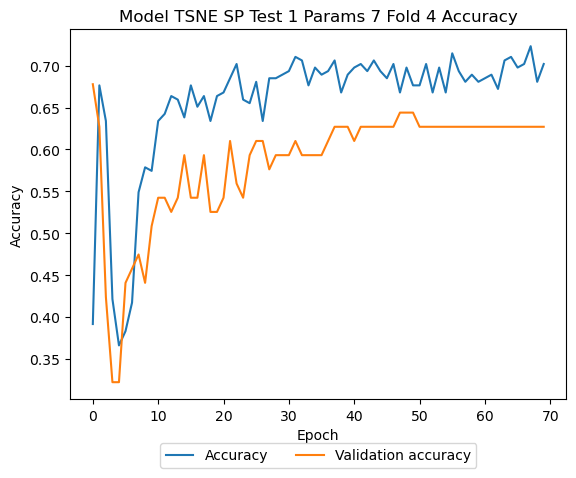 Model TSNE SP Test 1 Params 7 Fold 4 Accuracy
Accuracy
0.70
0.65
0.60
0.55
0.50
0.45
0.40
0.35
0 10 20 30 40 50 60 70
Epoch
Accuracy Validation accuracy